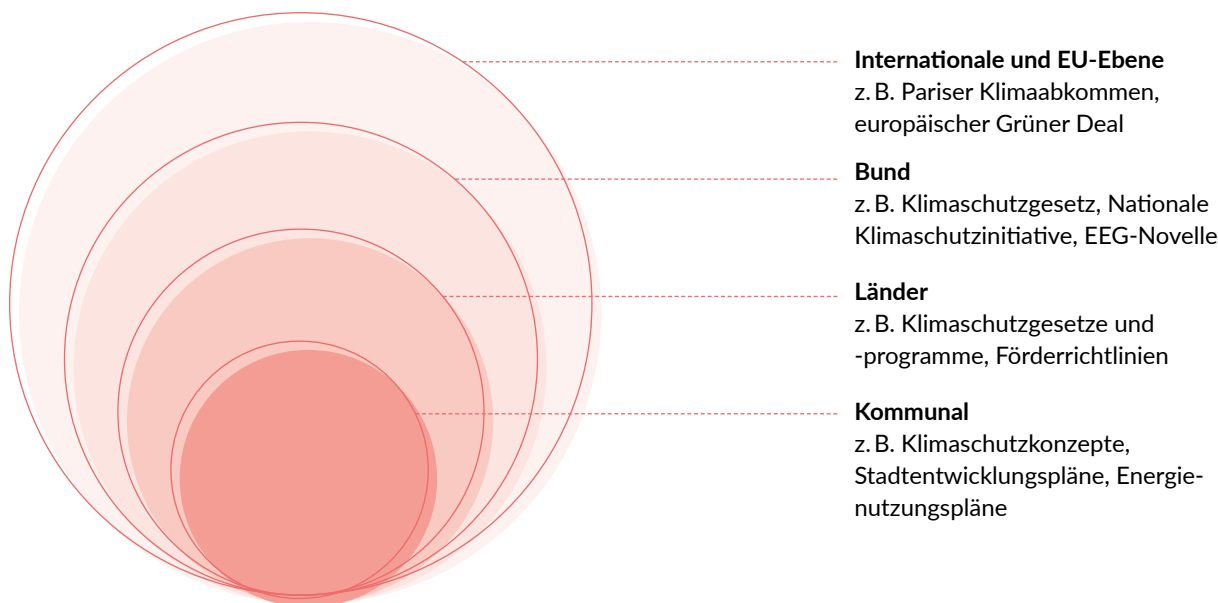 Internationale und EU-Ebene
z. B. Pariser Klimaabkommen,
europäischer Grüner Deal
Bund
z. B. Klimaschutzgesetz, Nationale
Klimaschutzinitiative, EEG-Novelle
Länder
z. B. Klimaschutzgesetze und
-programme, Förderrichtlinien
Kommunal
z. B. Klimaschutzkonzepte,
Stadtentwicklungspläne, Energie-
nutzungspläne